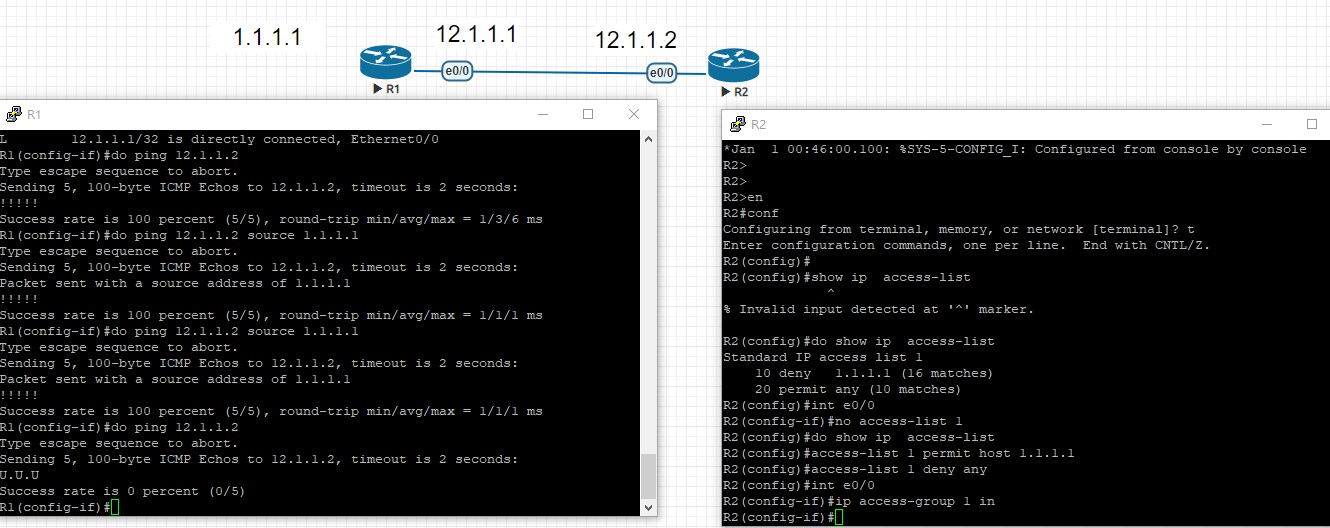 1.1.1.1
12.1.1.1
12.1.1.2
e0/0
e0/0
R1
R2
R1
L        12.1.1.1/32 is directly connected, Ethernet0/0
R1(config-if)#do ping 12.1.1.2
Type escape sequence to abort.
Sending 5, 100-byte ICMP Echos to 12.1.1.2, timeout is 2 seconds:
!!!!!
Success rate is 100 percent (5/5), round-trip min/avg/max = 1/3/6 ms
R1(config-if)#do ping 12.1.1.2 source 1.1.1.1
Type escape sequence to abort.
Sending 5, 100-byte ICMP Echos to 12.1.1.2, timeout is 2 seconds:
Packet sent with a source address of 1.1.1.1
!!!!!
Success rate is 100 percent (5/5), round-trip min/avg/max = 1/1/1 ms
R1(config-if)#do ping 12.1.1.2 source 1.1.1.1
Type escape sequence to abort.
Sending 5, 100-byte ICMP Echos to 12.1.1.2, timeout is 2 seconds:
Packet sent with a source address of 1.1.1.1
!!!!!
Success rate is 100 percent (5/5), round-trip min/avg/max = 1/1/1 ms
R1(config-if)#do ping 12.1.1.2
Type escape sequence to abort.
Sending 5, 100-byte ICMP Echos to 12.1.1.2, timeout is 2 seconds:
U.U.U
Success rate is 0 percent (0/5)
R1(config-if)#
R2
*Jan  1 00:46:00.100: %SYS-5-CONFIG_I: Configured from console by console
R2>
R2>
R2>en
R2#conf
Configuring from terminal, memory, or network [terminal]? t
Enter configuration commands, one per line.  End with CNTL/Z.
R2(config)#
R2(config)#show ip  access-list
^
% Invalid input detected at '^' marker.
R2(config)#do show ip  access-list
Standard IP access list 1
    10 deny   1.1.1.1 (16 matches)
    20 permit any (10 matches)
R2(config)#int e0/0
R2(config-if)#no access-list 1
R2(config)#do show ip  access-list
R2(config)#access-list 1 permit host 1.1.1.1
R2(config)#access-list 1 deny any
R2(config)#int e0/0
R2(config-if)#ip access-group 1 in
R2(config-if)#